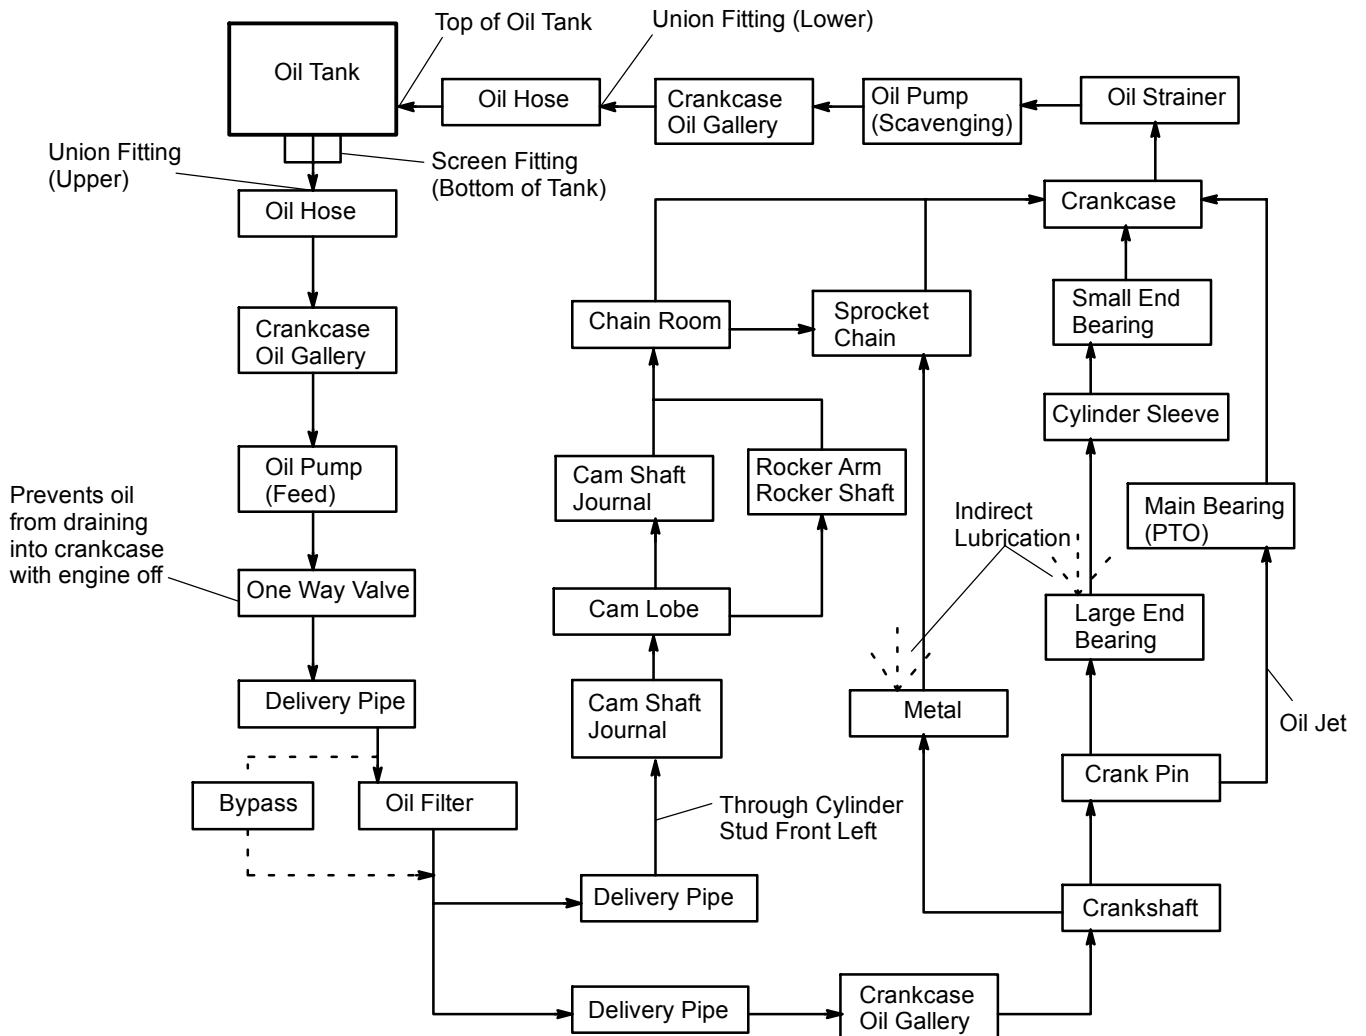 Top of Oil Tank
Union Fitting (Lower)
Oil Tank
Oil Hose
Crankcase
Oil Gallery
Oil Pump
(Scavenging)
Oil Strainer
Union Fitting
(Upper)
Screen Fitting
(Bottom of Tank)
Oil Hose
Crankcase
Crankcase
Oil Gallery
Chain Room
Sprocket
Chain
Small End
Bearing
Cylinder Sleeve
Oil Pump
(Feed)
Cam Shaft
Journal
Rocker Arm
Rocker Shaft
Indirect
Lubrication
Main Bearing
(PTO)
Prevents oil
from draining
into crankcase
with engine off
One Way Valve
Cam Lobe
Large End
Bearing
Delivery Pipe
Cam Shaft
Journal
Metal
Oil Jet
Bypass
Oil Filter
Through Cylinder
Stud Front Left
Crank Pin
Delivery Pipe
Crankshaft
Delivery Pipe
Crankcase
Oil Gallery